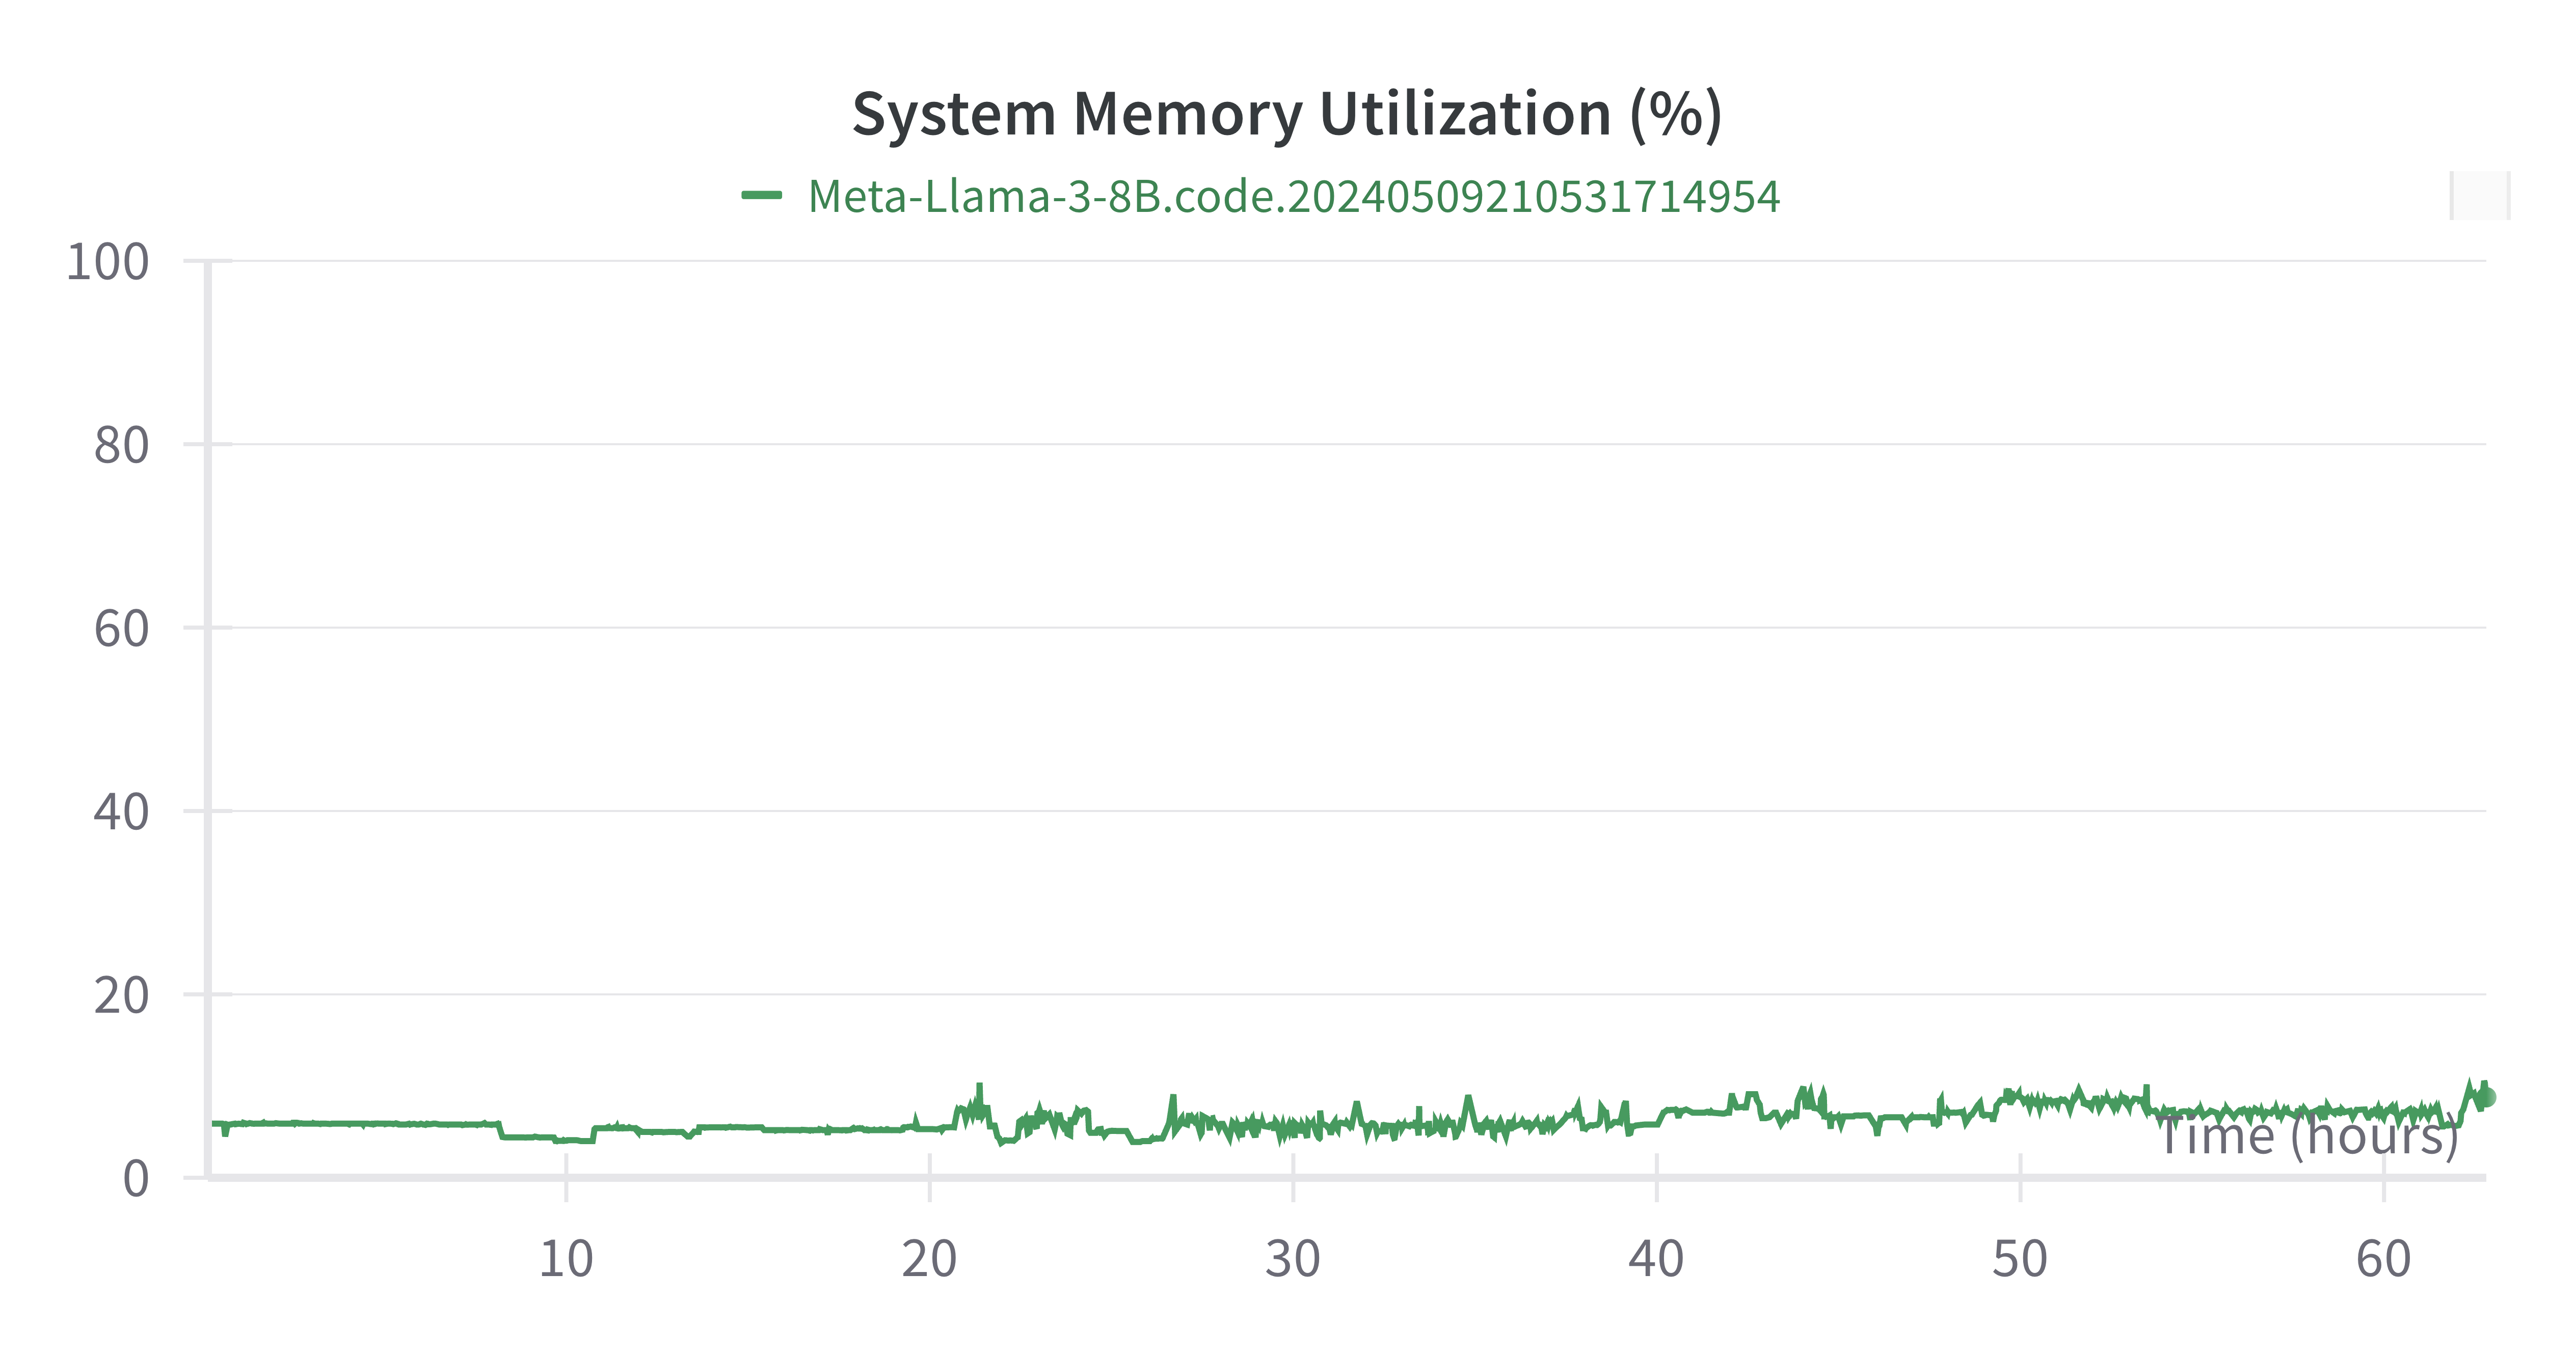 System Memory Utilization (%)
Meta-Llama-3-8B.code.20240509210531714954
100
80
60
40
20
0
Time (hours)
10 20 30 40 50 60